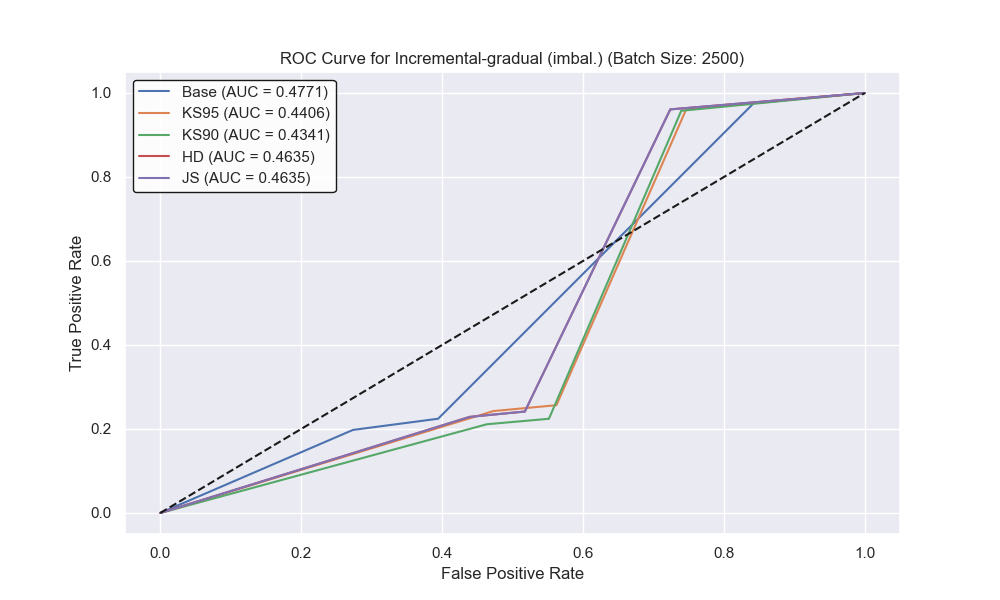 ROC Curve for Incremental-gradual (imbal.) (Batch Size: 2500)
Base (AUC = 0.4771)
KS95 (AUC = 0.4406)
KS90 (AUC = 0.4341)
HD (AUC = 0.4635)
JS (AUC = 0.4635)
True Positive Rate
1.0
0.8
0.6
0.4
0.2
0.0
0.0 0.2 0.4 0.6 0.8 1.0
False Positive Rate